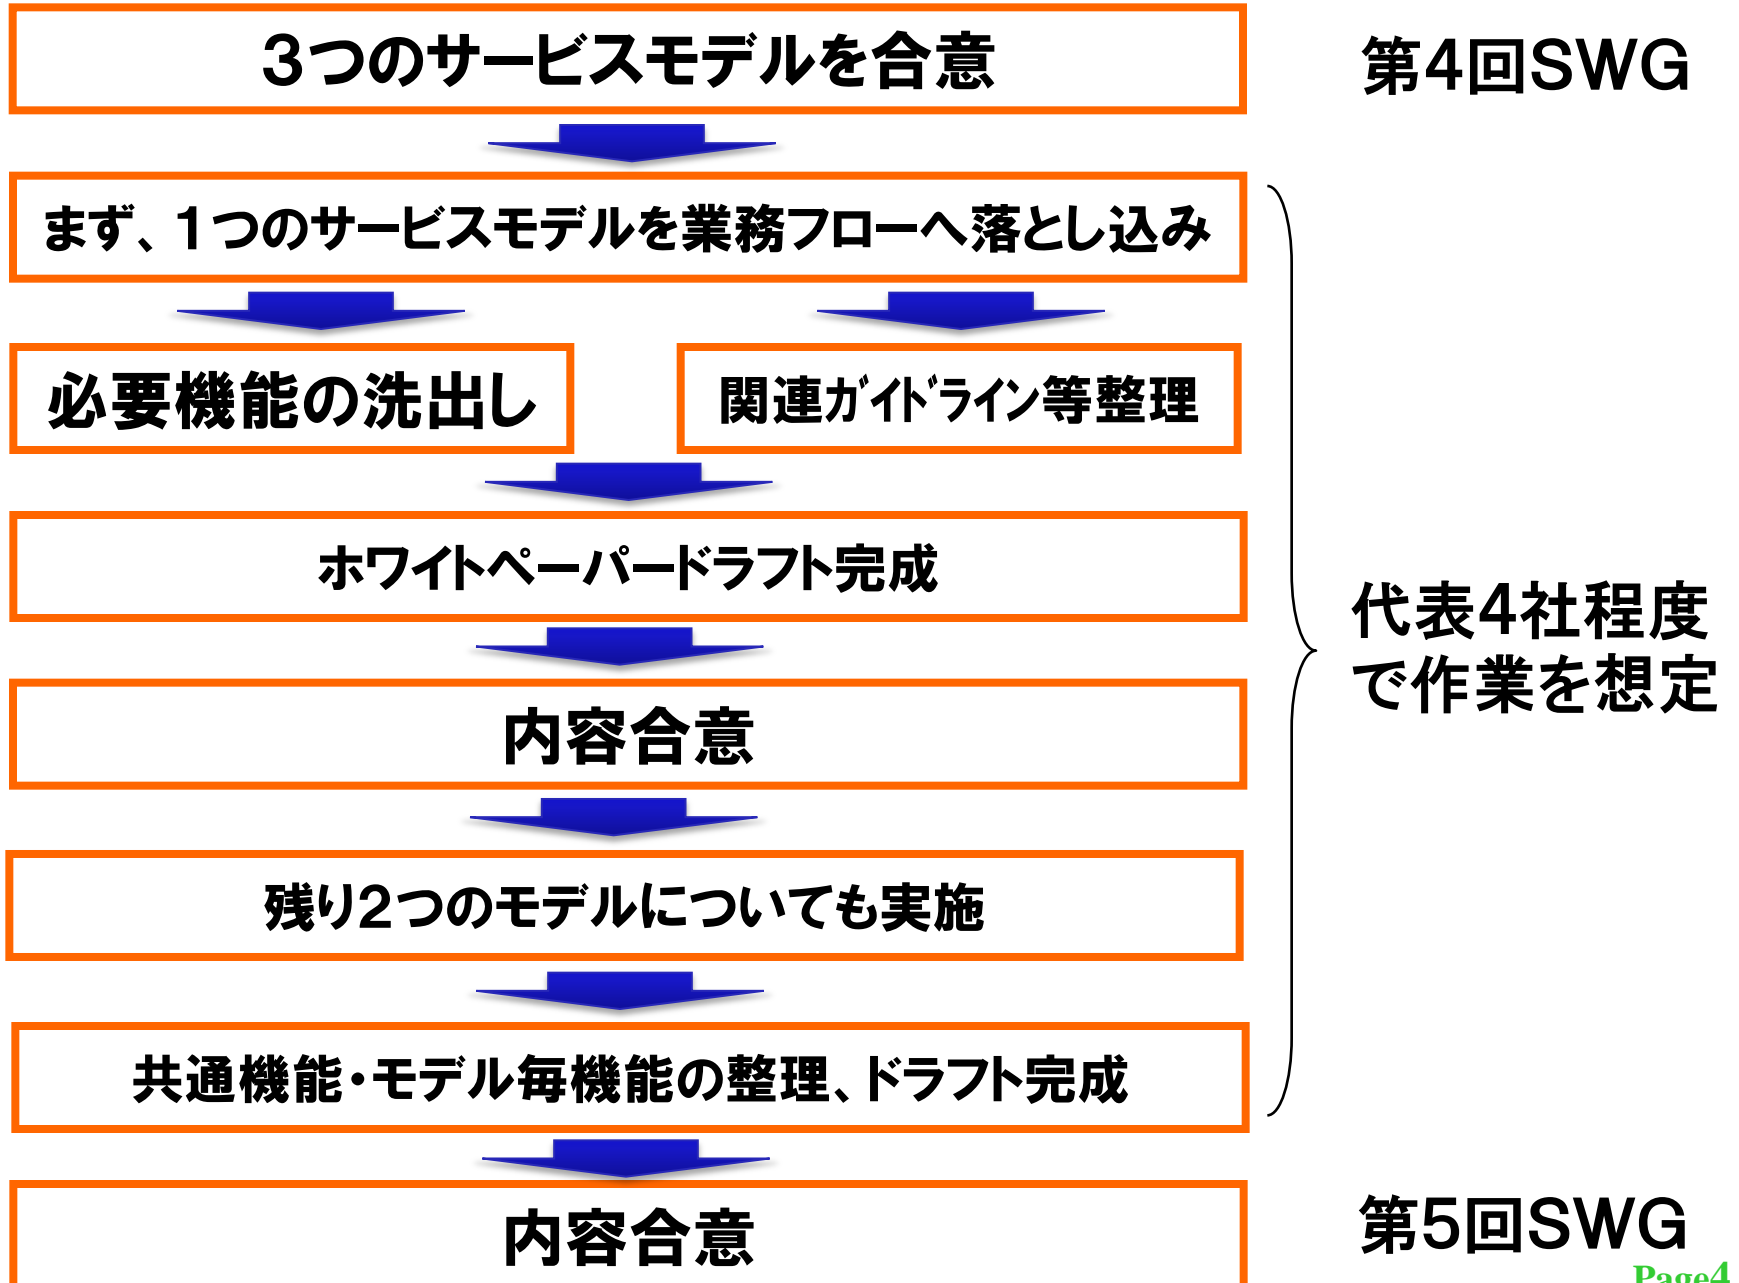 ３つのサービスモデルを合意
第4回SWG
まず、１つのサービスモデルを業務フローへ落とし込み
必要機能の洗出し
関連ｶﾞｲﾄﾞライン等整理
ホワイトペーパードラフト完成
代表4社程度
で作業を想定
内容合意
残り２つのモデルについても実施
共通機能・モデル毎機能の整理、ドラフト完成
内容合意
第5回SWG
Page4